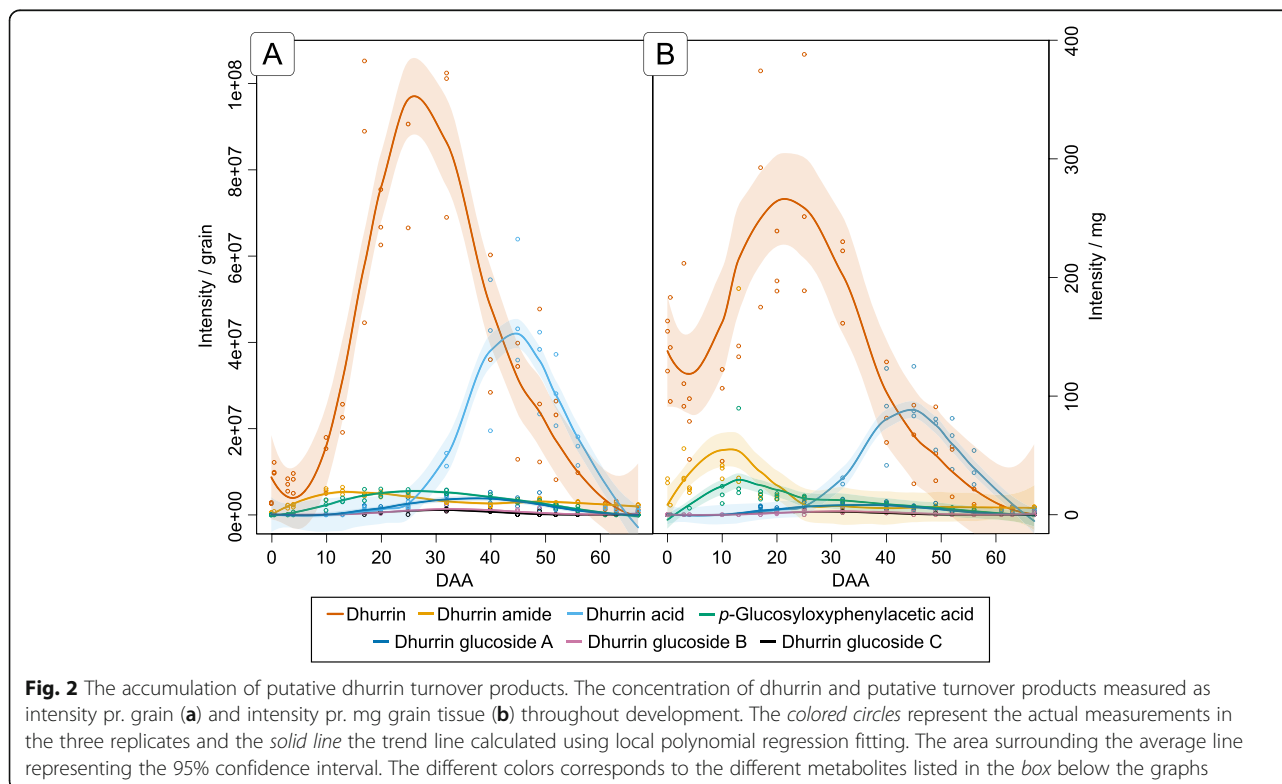 A
B
1e+08
8e+07
6e+07
4e+07
2e+07
0e+00
Intensity / grain
0 10 20 30 40 50 60
DAA
400
300
200
100
0
Intensity / mg
0 10 20 30 40 50 60
DAA
Dhurrin Dhurrin amide Dhurrin acid p-Glucosyloxyphenylacetic acid
Dhurrin glucoside A Dhurrin glucoside B Dhurrin glucoside C
Fig. 2 The accumulation of putative dhurrin turnover products. The concentration of dhurrin and putative turnover products measured as
intensity pr. grain (a) and intensity pr. mg grain tissue (b) throughout development. The colored circles represent the actual measurements in
the three replicates and the solid line the trend line calculated using local polynomial regression fitting. The area surrounding the average line
representing the 95% confidence interval. The different colors corresponds to the different metabolites listed in the box below the graphs